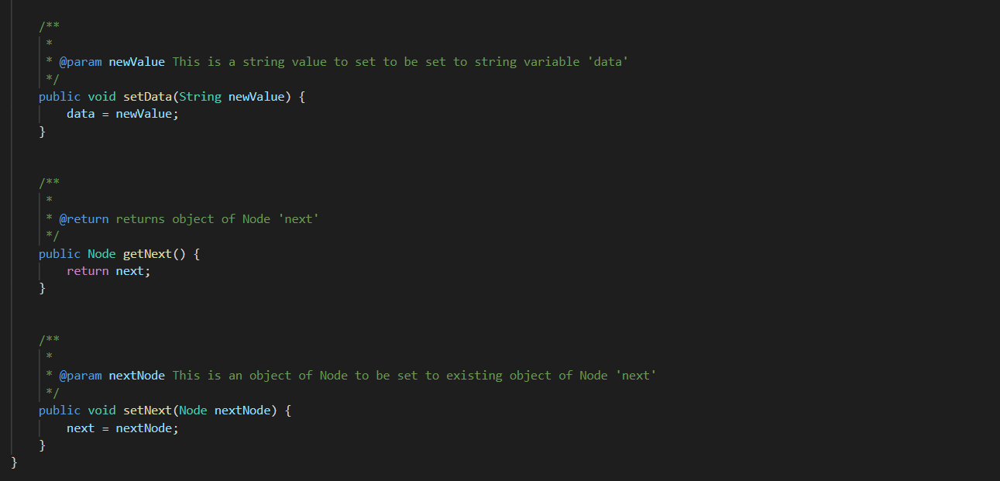 /**
*
* @param newValue This is a string value to set to be set to string variable 'data'
*/
public void setData(String newValue) {
data = newValue;
}
/**
*
* @return returns object of Node 'next'
*/
public Node getNext() {
return next;
}
/**
*
* @param nextNode This is an object of Node to be set to existing object of Node 'next'
*/
public void setNext(Node nextNode) {
next = nextNode;
}
}